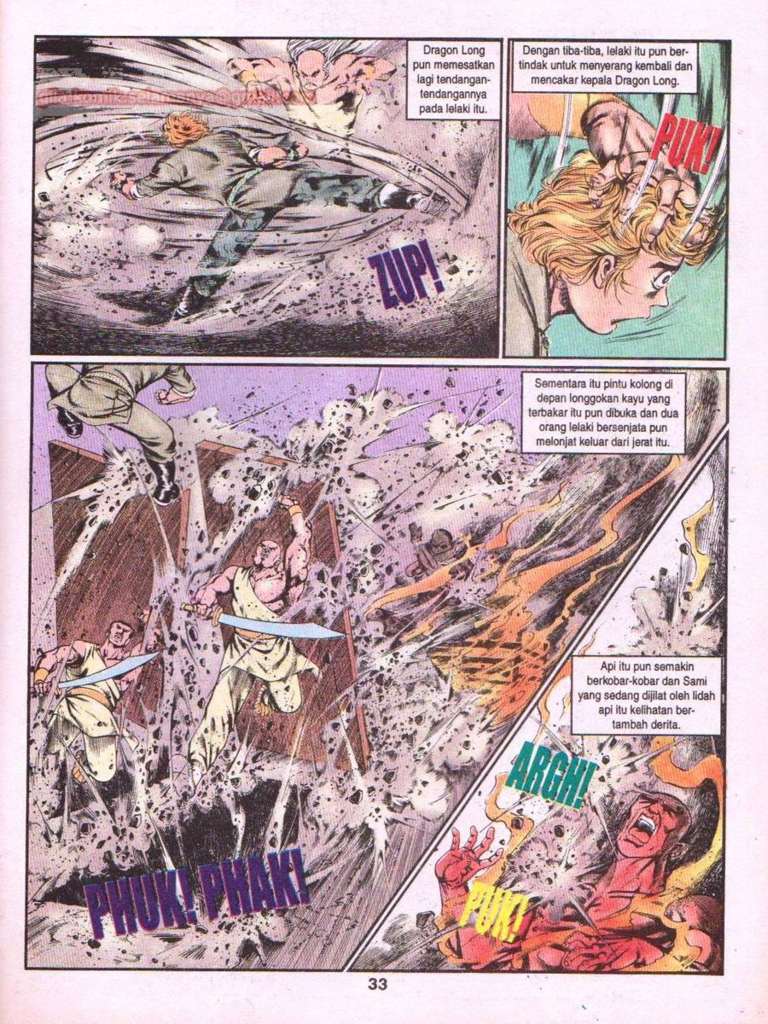 Dragon Long
pun memesatkan
lagi tendangan-
tendangannya
pada lelaki itu.
ZUP!
Dengan tiba-tiba, lelaki itu pun ber-
tindak untuk menyerang kembali dan
mencakar kepala Dragon Long.
PUK!
Sementara itu pintu kolong di
depan longgokan kayu yang
terbakar itu pun dibuka dan dua
orang lelaki bersenjata pun
melonjat keluar dari jerat itu.
PHUK! PHAK!
Api itu pun semakin
berkobar-kobar dan Sami
yang sedang dijilat oleh lidah
api itu kelihatan ber-
tambah derita.
ARGH!
PUK!
33